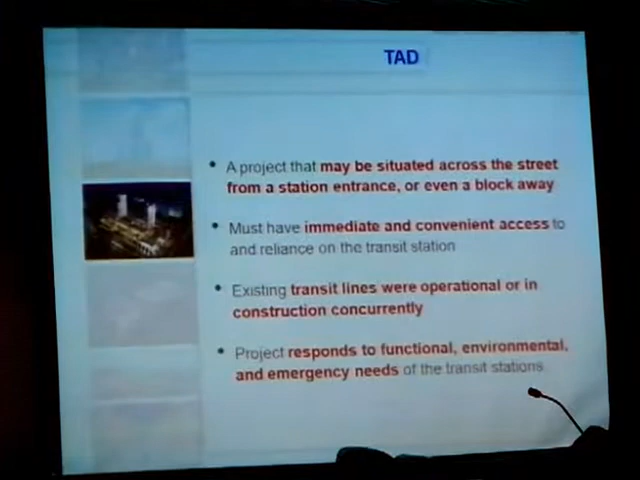 TAD
• A project that may be situated across the street
from a station entrance, or even a block away
• Must have immediate and convenient access to
and reliance on the transit station
• Existing transit lines were operational or in
construction concurrently
• Project responds to functional, environmental,
and emergency needs of the transit stations.